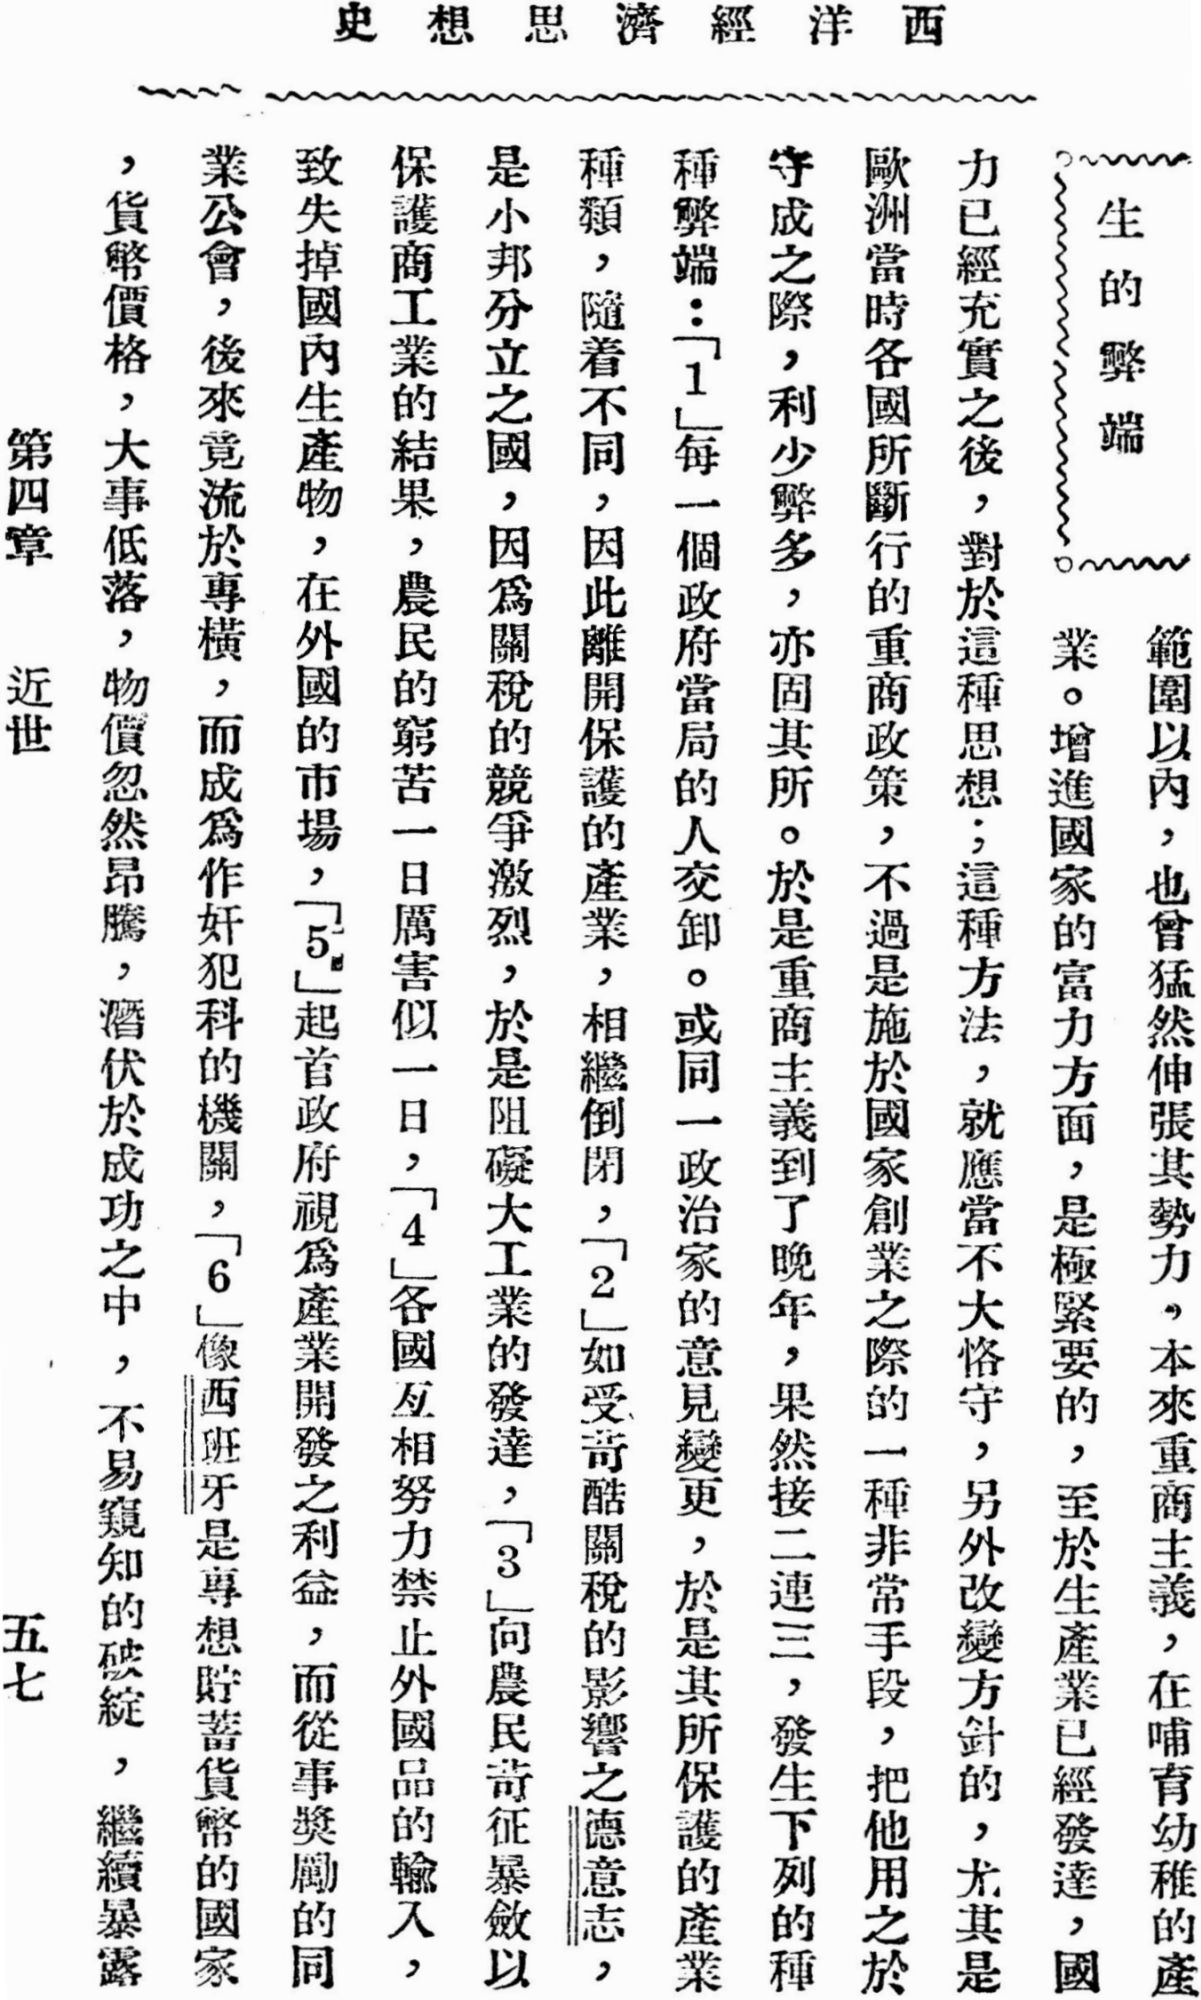 西洋經濟思想史
生的弊端
範圍以內，也曾猛然伸張其勢力。本來重商主義，在哺育幼稚的產
業。增進國家的富力方面，是極緊要的，至於生產業已經發達，國
力已經充實之後，對於這種思想；這種方法，就應當不大恪守，另外改變方針的，尤其是
歐洲當時各國所斷行的重商政策，不過是施於國家創業之際的一種非常手段，把他用之於
守成之際，利少弊多，亦固其所。於是重商主義到了晚年，果然接二連三，發生下列的種
種弊端：「1」每一個政府當局的人交卸。或同一政治家的意見變更，於是其所保護的產業
種類，隨着不同，因此離開保護的產業，相繼倒閉，「2」如受苛酷關稅的影響之德意志，
是小邦分立之國，因爲關稅的競爭激烈，於是阻礙大工業的發達，「3」向農民苛征暴斂以
保護商工業的結果，農民的窮苦一日厲害似一日，「4」各國亙相努力禁止外國品的輸入，
致失掉國內生產物，在外國的市場，「5」起首政府視爲產業開發之利益，而從事獎勵的同
業公會，後來竟流於專橫，而成爲作奸犯科的機關，「6」像西班牙是專想貯蓄貨幣的國家
，貨幣價格，大事低落，物價忽然昂騰，潛伏於成功之中，不易窺知的破綻，繼續暴露
第四章 近世 五七